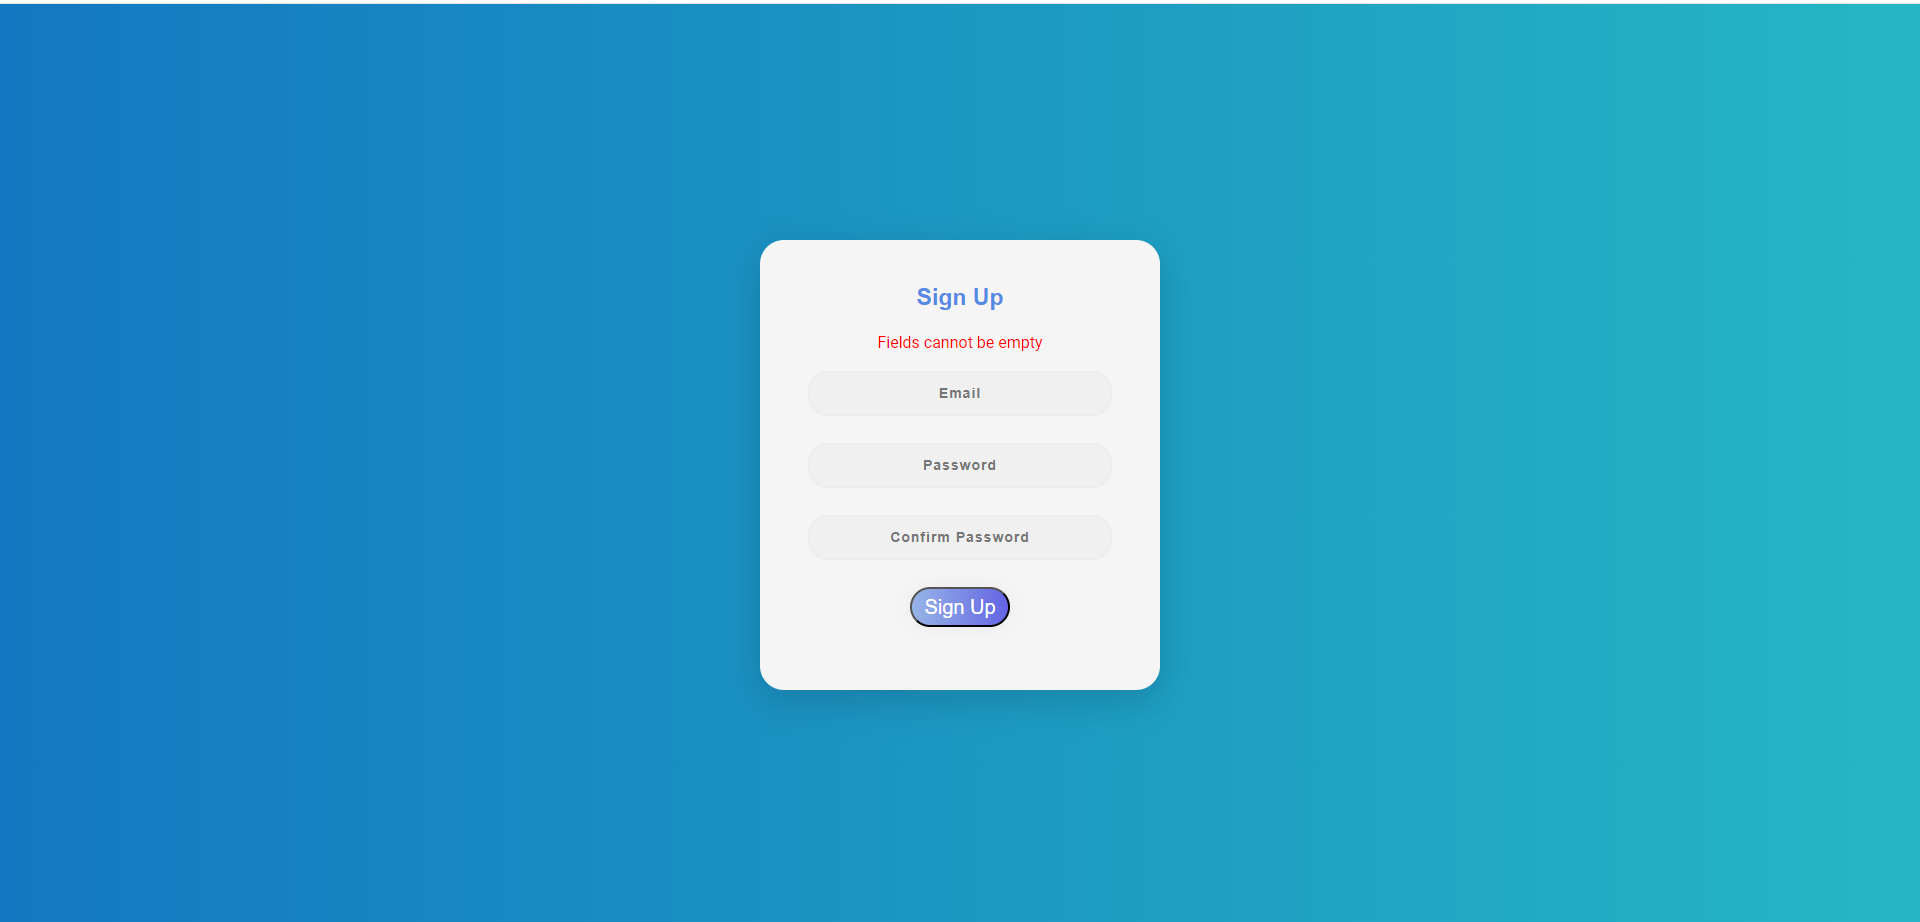 Sign Up
Fields cannot be empty
Email
Password
Confirm Password
Sign Up